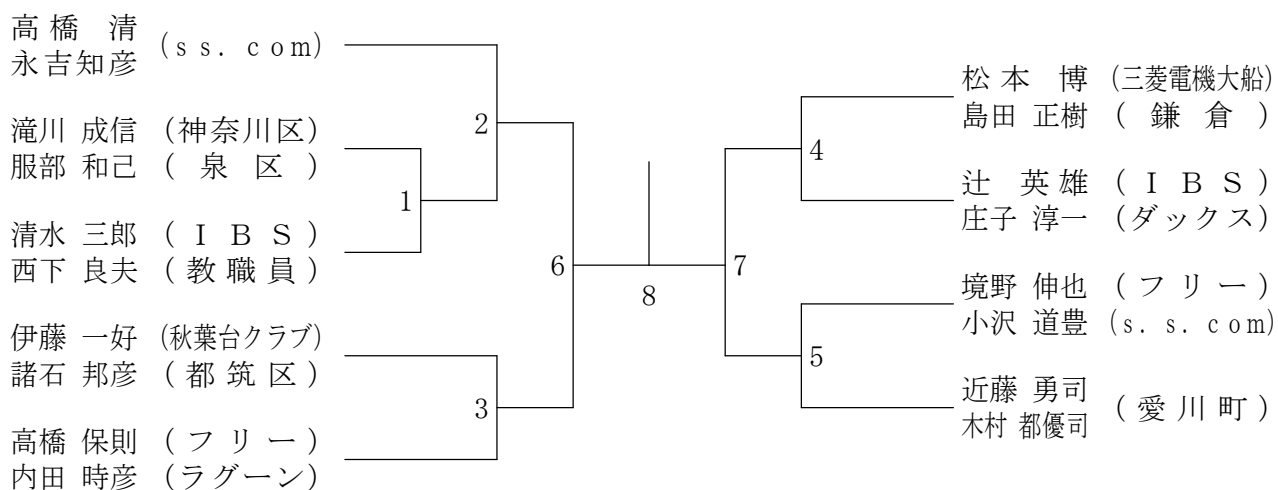 高橋 清 (ss.com)
永吉知彦
2
滝川 成信 (神奈川区)
服部 和己 (泉区)
1
清水 三郎 (IBS)
西下 良夫 (教職員)
6
伊藤 一好 (秋葉台クラブ)
諸石 邦彦 (都筑区)
3
高橋 保則 (フリー)
内田 時彦 (ラグーン)
8
松本 博 (三菱電機大船)
島田 正樹 (鎌倉)
4
辻 英雄 (IBS)
庄子 淳一 (ダックス)
7
境野 伸也 (フリー)
小沢 道豊 (s.s.com)
5
近藤 勇司 (愛川町)
木村 都優司